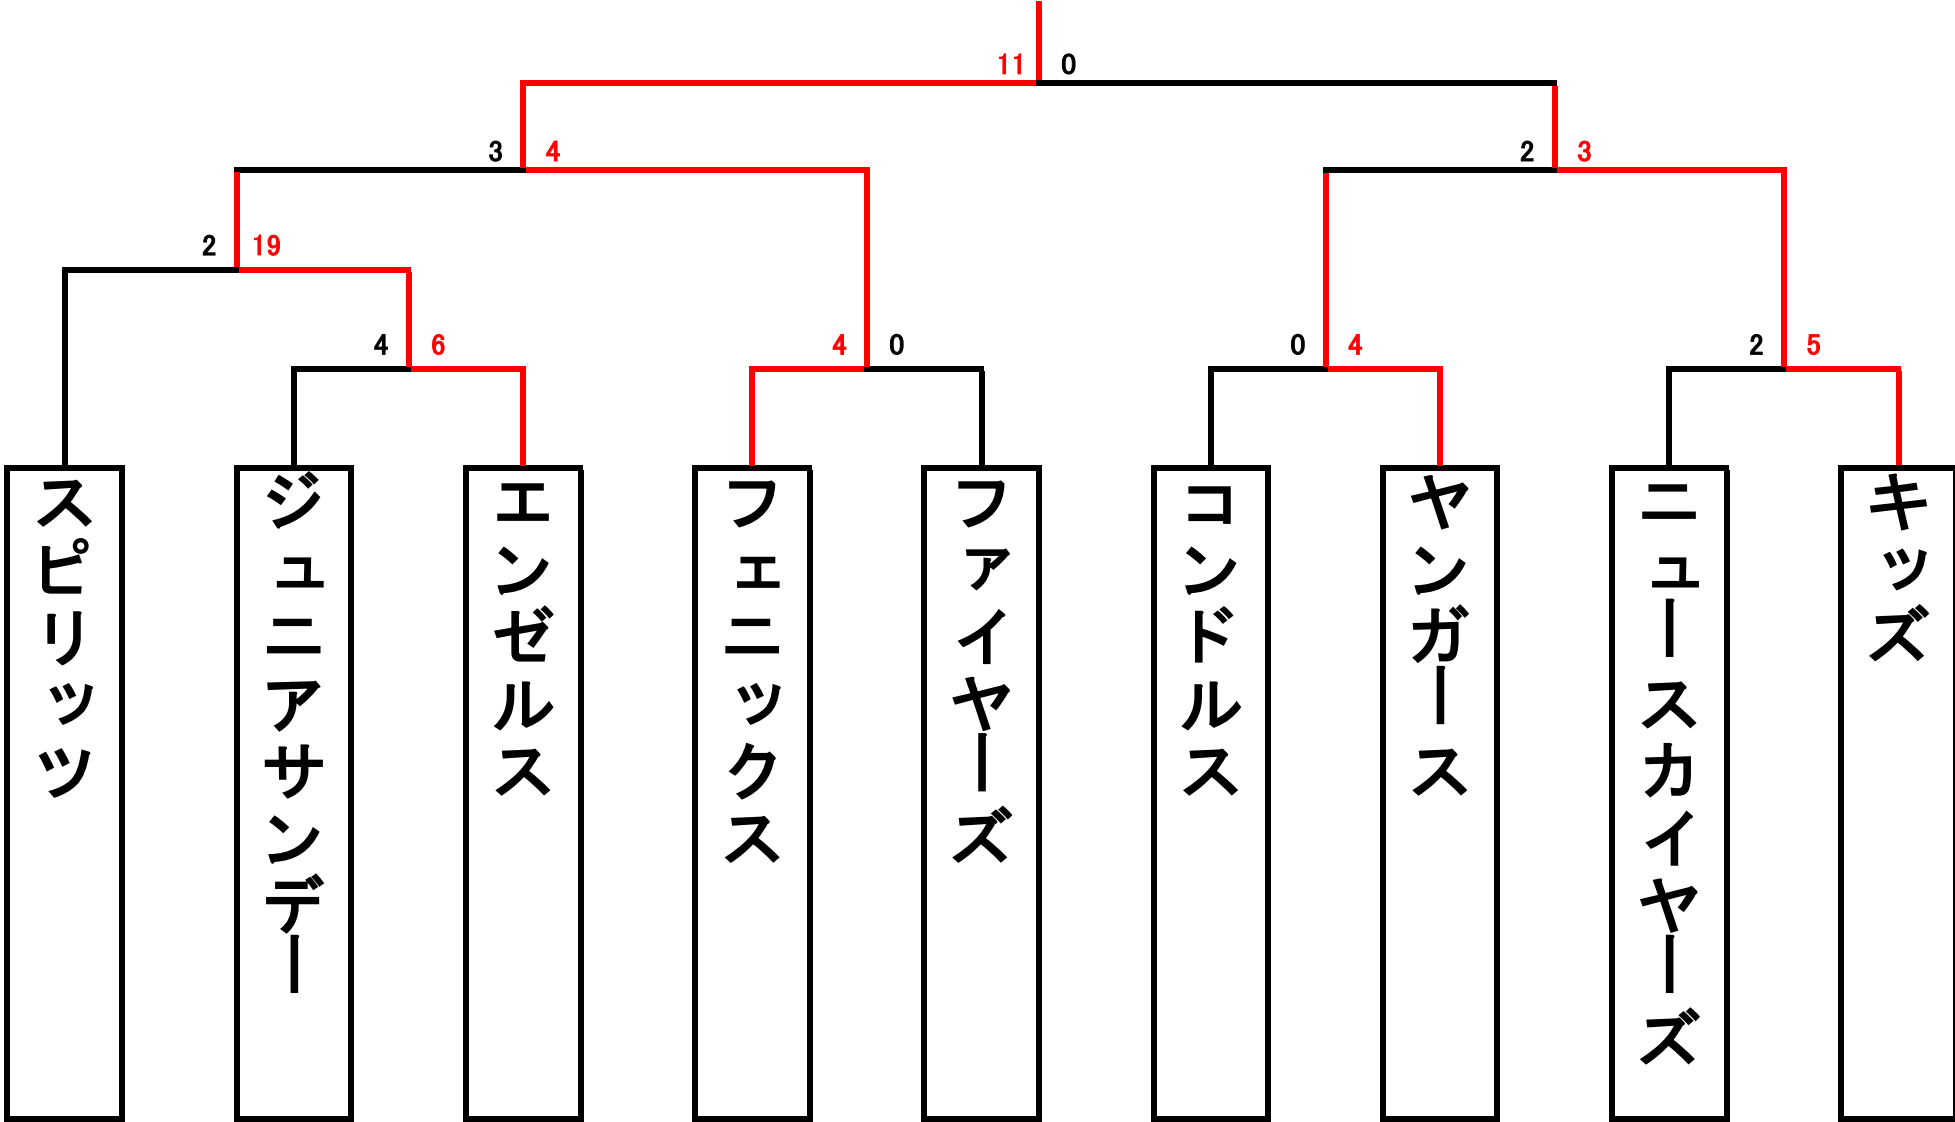 11 0
3 4 2 3
2 19
4 6 4 0 0 4 2 5
スピリッツ
ジュニアサンデー
エンゼルス
フェニックス
ファイヤーズ
コンドルス
ヤンガース
ニュースカイヤーズ
キッズ